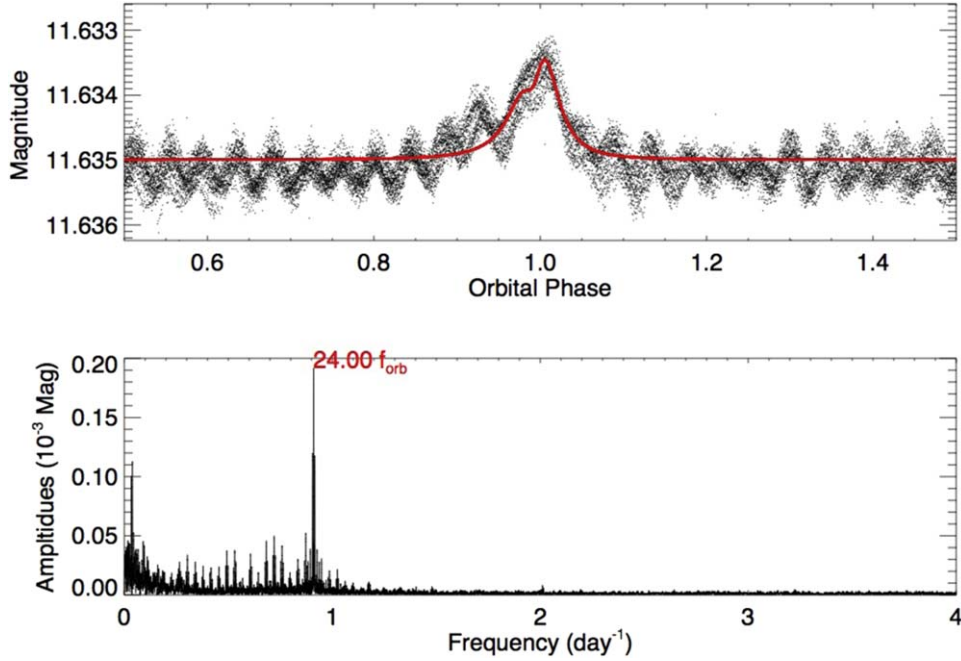 11.633
11.634
11.635
11.636
Magnitude
0.6 0.8 1.0 1.2 1.4
Orbital Phase
24.00 f_orb
0.20
0.15
0.10
0.05
0.00
Ampltidues (10^-3 Mag)
0 1 2 3 4
Frequency (day^-1)